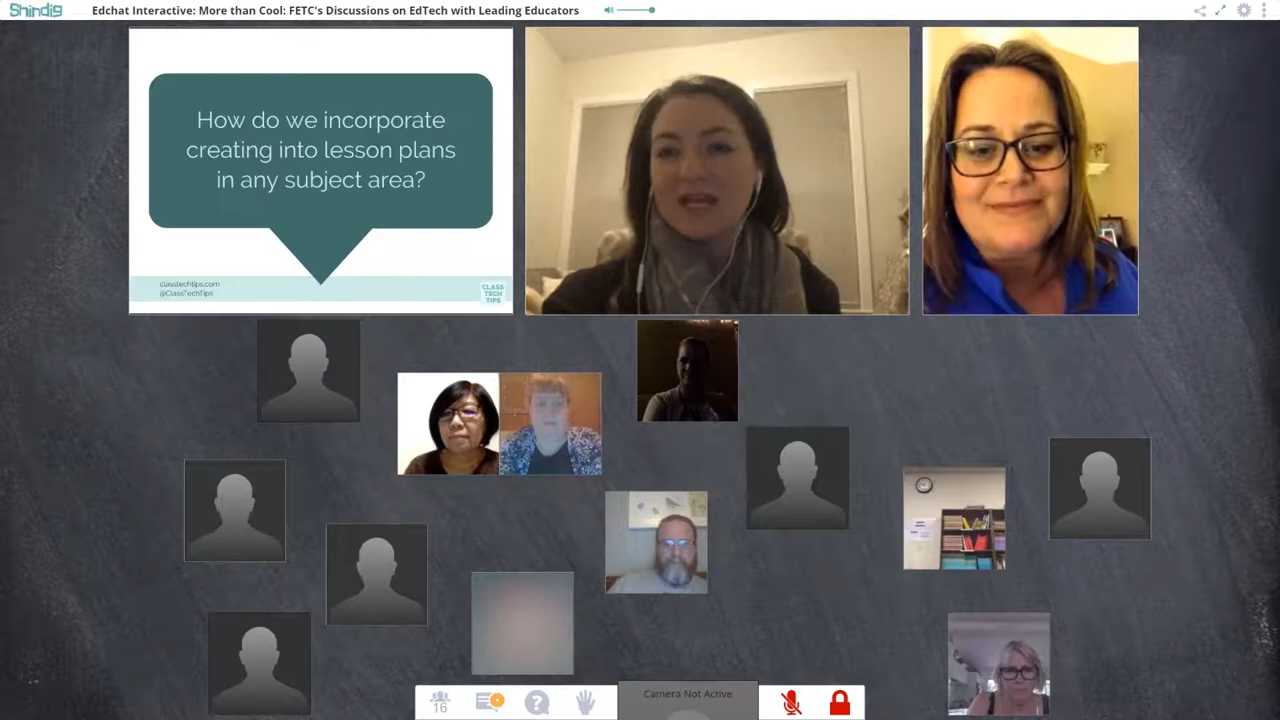 Shindig
Edchat Interactive: More than Cool: FETC's Discussions on EdTech with Leading Educators
How do we incorporate
creating into lesson plans
in any subject area?
classtechtips.com
@ClassTechTips
CLASS
TECH
TIPS
16
Camera Not Active